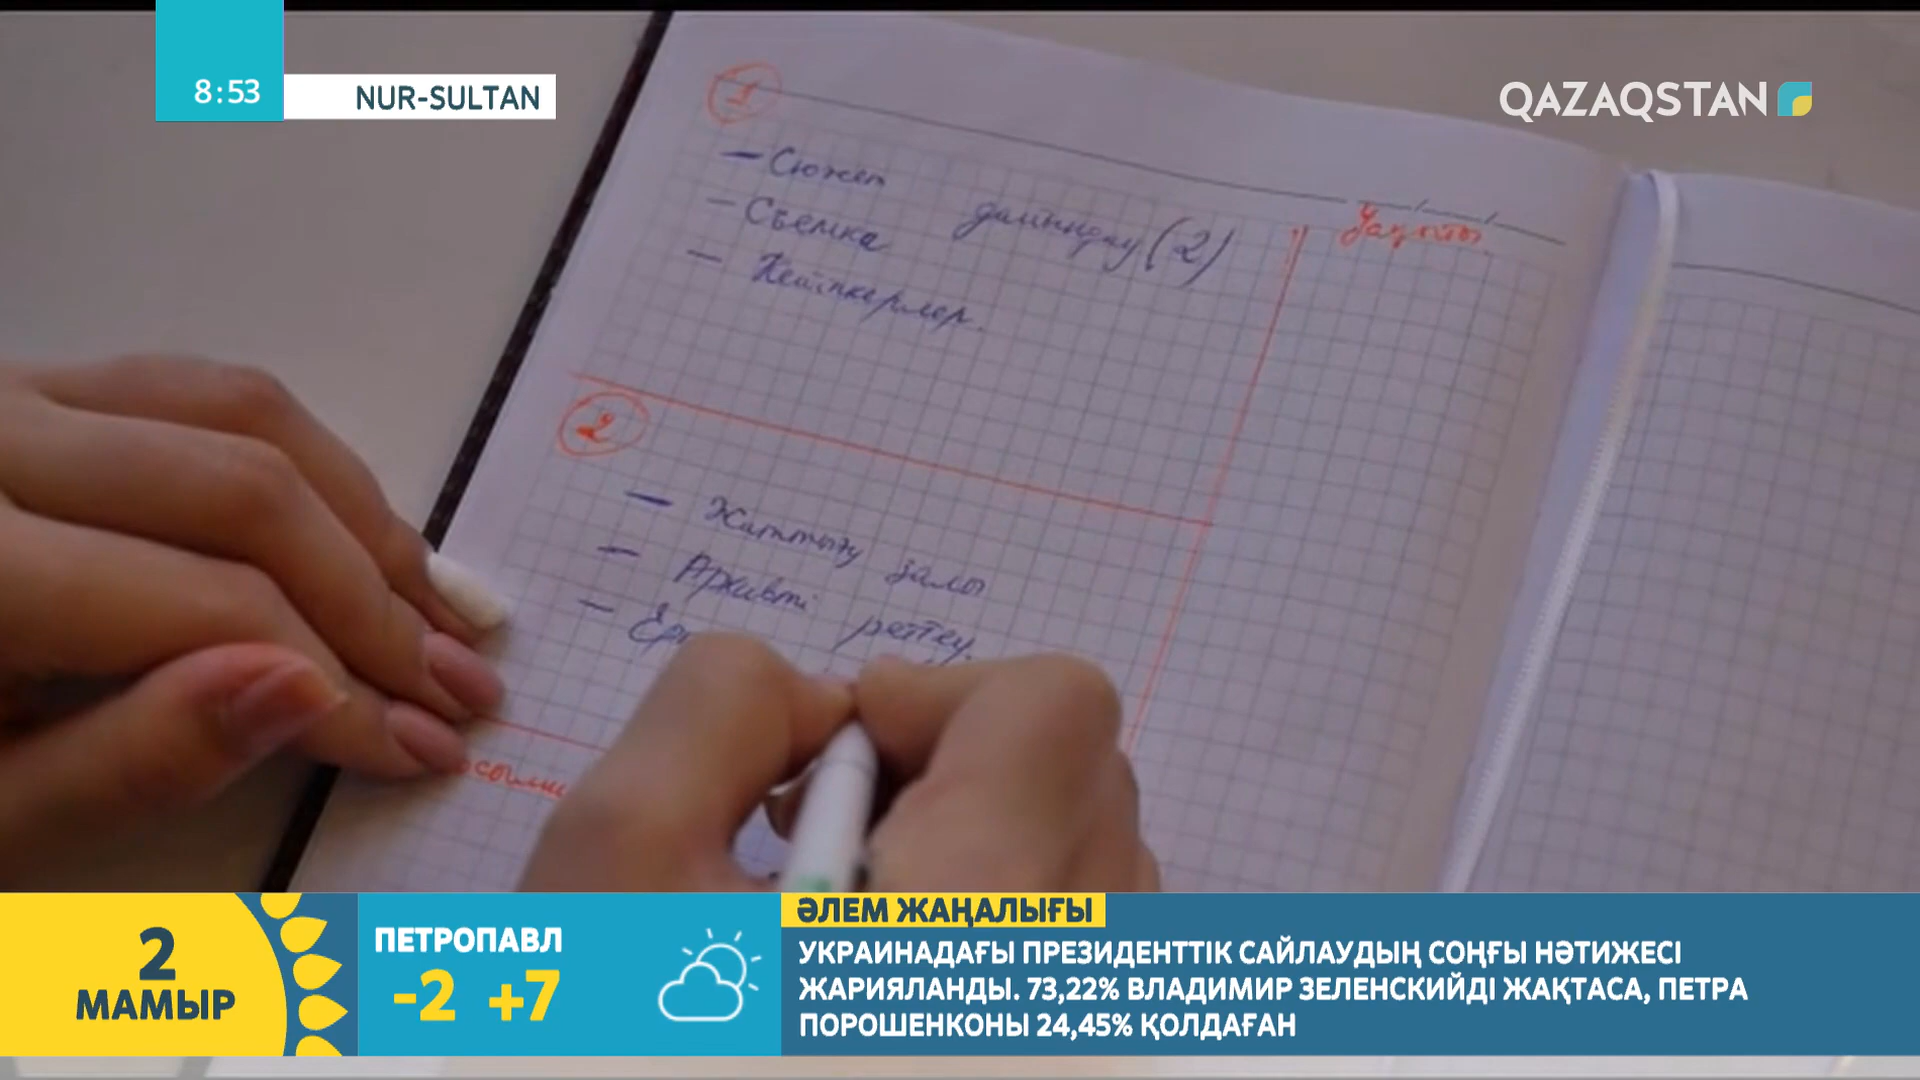 8:53
NUR-SULTAN
QAZAQSTAN
1
Уақыты
— Сюжет дайындау (2)
— Съемка
— Кейіпкерлер.
2
— Жаттығу залы
— Архивті реттеу.
2
МАМЫР
ПЕТРОПАВЛ
-2 +7
ӘЛЕМ ЖАҢАЛЫҒЫ
УКРАИНАДАҒЫ ПРЕЗИДЕНТТІК САЙЛАУДЫҢ СОҢҒЫ НӘТИЖЕСІ
ЖАРИЯЛАНДЫ. 73,22% ВЛАДИМИР ЗЕЛЕНСКИЙДІ ЖАҚТАСА, ПЕТРА
ПОРОШЕНКОНЫ 24,45% ҚОЛДАҒАН